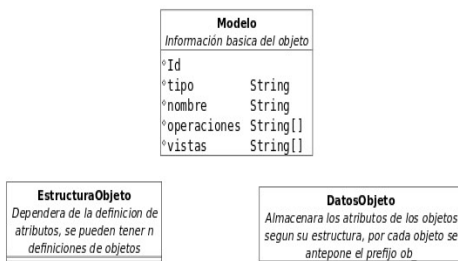 Modelo
Información basica del objeto
Id
tipo String
nombre String
operaciones String[]
vistas String[]
EstructuraObjeto
Dependera de la definicion de
atributos, se pueden tener n
definiciones de objetos
DatosObjeto
Almacenara los atributos de los objetos
segun su estructura, por cada objeto se
antepone el prefijo ob_